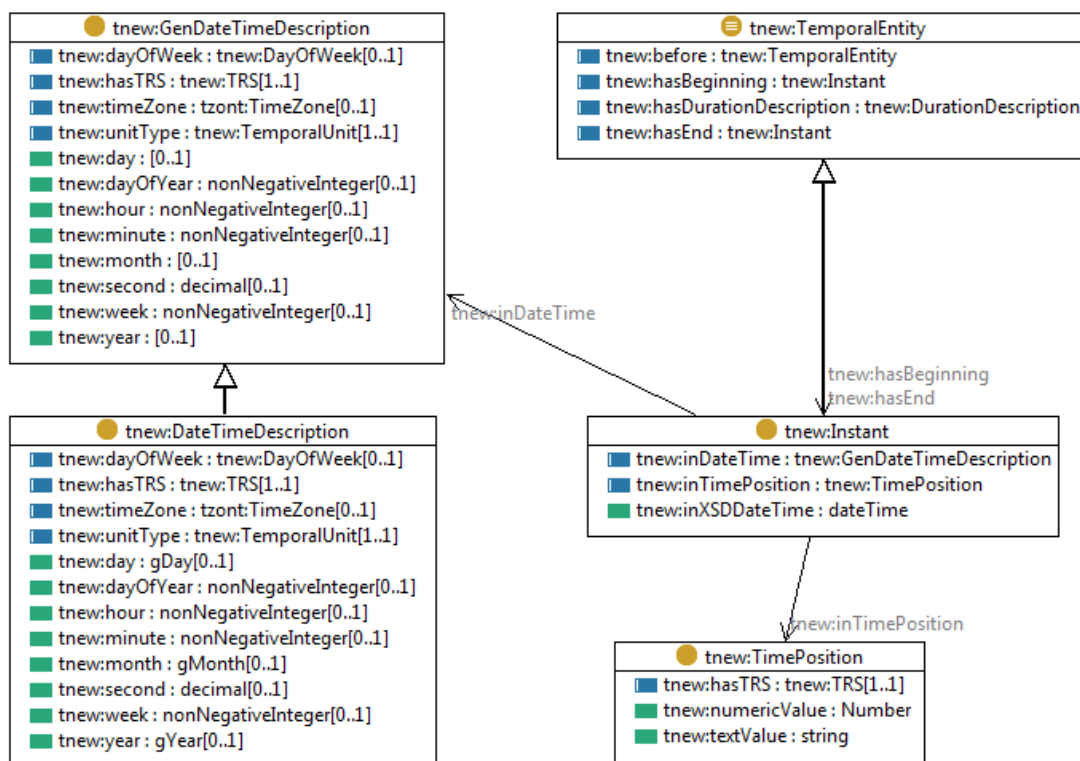 tnew:GenDateTimeDescription
tnew:dayOfWeek : tnew:DayOfWeek[0..1]
tnew:hasTRS : tnew:TRS[1..1]
tnew:timeZone : tzont:TimeZone[0..1]
tnew:unitType : tnew:TemporalUnit[1..1]
tnew:day : [0..1]
tnew:dayOfYear : nonNegativeInteger[0..1]
tnew:hour : nonNegativeInteger[0..1]
tnew:minute : nonNegativeInteger[0..1]
tnew:month : [0..1]
tnew:second : decimal[0..1]
tnew:week : nonNegativeInteger[0..1]
tnew:year : [0..1]
tnew:TemporalEntity
tnew:before : tnew:TemporalEntity
tnew:hasBeginning : tnew:Instant
tnew:hasDurationDescription : tnew:DurationDescription
tnew:hasEnd : tnew:Instant
tnew:inDateTime
tnew:hasBeginning
tnew:hasEnd
tnew:DateTimeDescription
tnew:dayOfWeek : tnew:DayOfWeek[0..1]
tnew:hasTRS : tnew:TRS[1..1]
tnew:timeZone : tzont:TimeZone[0..1]
tnew:unitType : tnew:TemporalUnit[1..1]
tnew:day : gDay[0..1]
tnew:dayOfYear : nonNegativeInteger[0..1]
tnew:hour : nonNegativeInteger[0..1]
tnew:minute : nonNegativeInteger[0..1]
tnew:month : gMonth[0..1]
tnew:second : decimal[0..1]
tnew:week : nonNegativeInteger[0..1]
tnew:year : gYear[0..1]
tnew:Instant
tnew:inDateTime : tnew:GenDateTimeDescription
tnew:inTimePosition : tnew:TimePosition
tnew:inXSDDateTime : dateTime
tnew:inTimePosition
tnew:TimePosition
tnew:hasTRS : tnew:TRS[1..1]
tnew:numericValue : Number
tnew:textValue : string